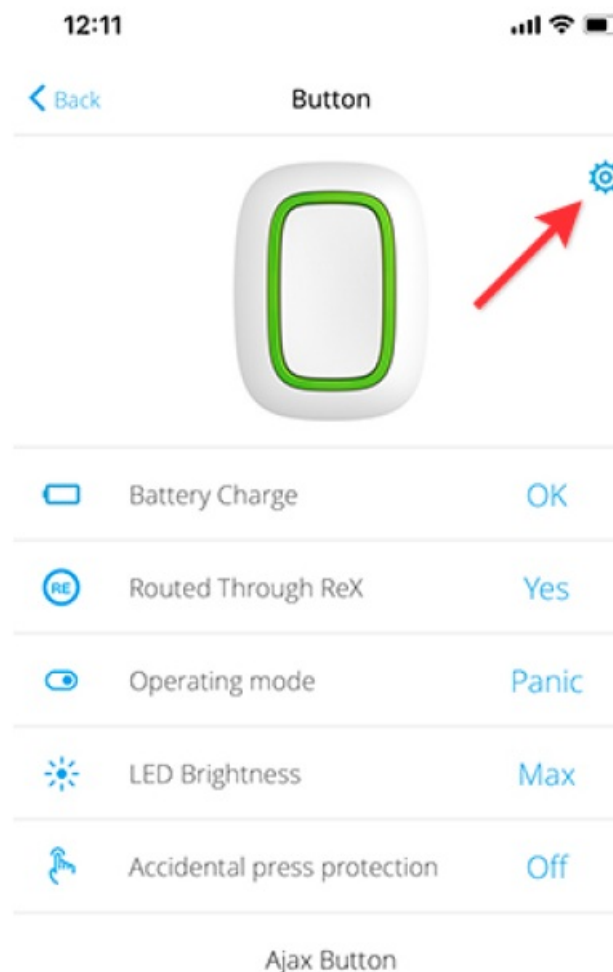 12:11
Back
Button
Battery Charge OK
RE Routed Through ReX Yes
Operating mode Panic
LED Brightness Max
Accidental press protection Off
Ajax Button